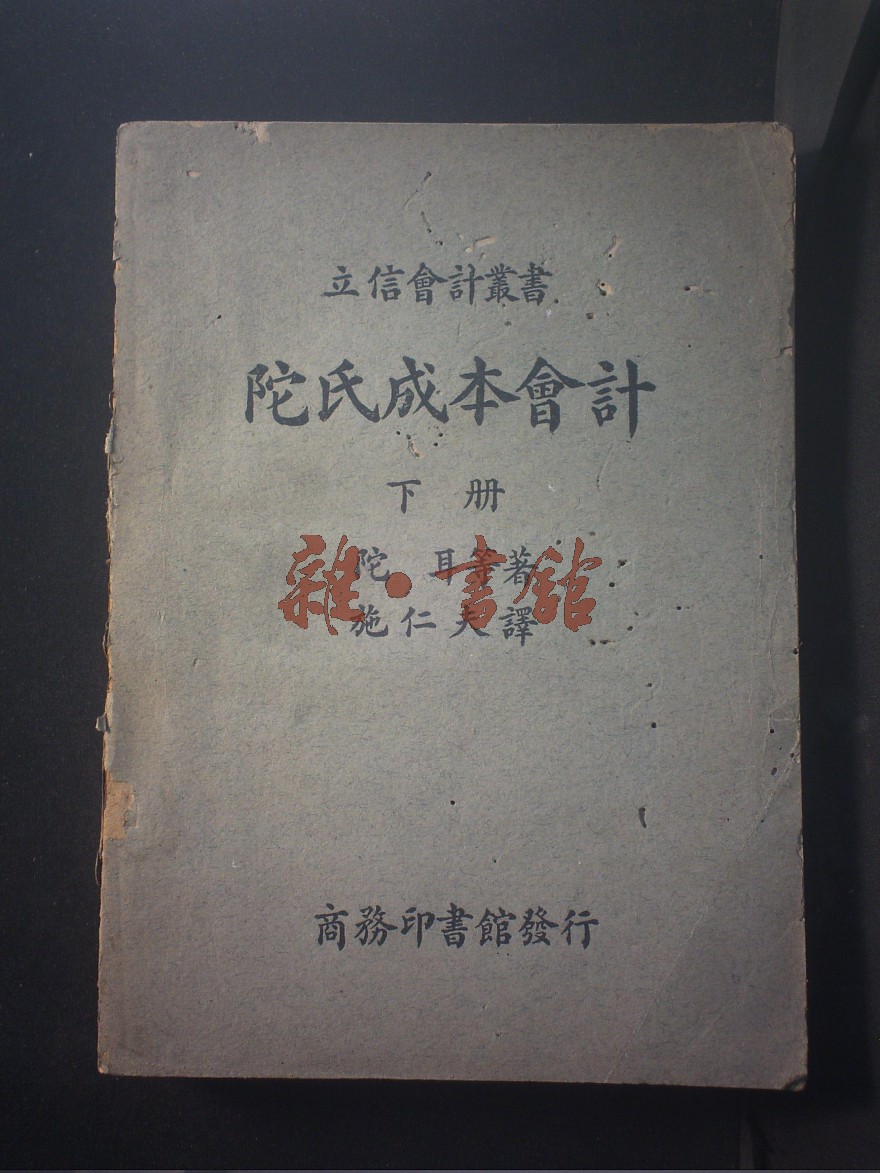 立信會計叢書
陀氏成本會計
下册
陀耳等著
雜·書館
施仁夫譯
商務印書館發行